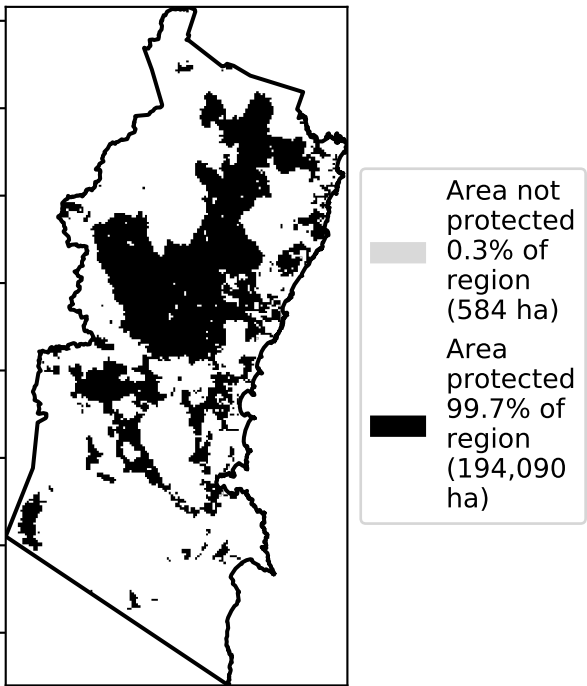 Area not
protected
0.3% of
region
(584 ha)
Area
protected
99.7% of
region
(194,090
ha)